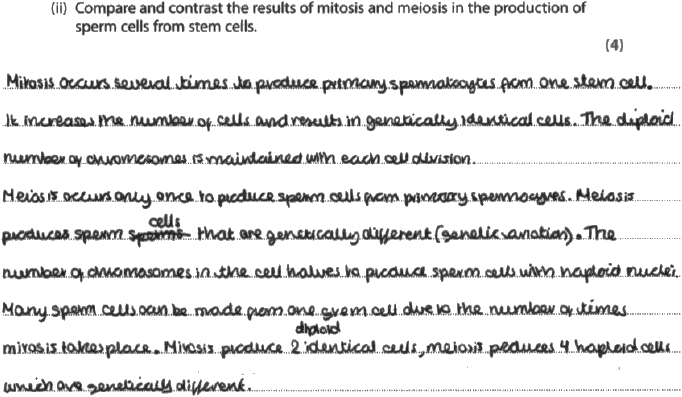 (ii) Compare and contrast the results of mitosis and meiosis in the production of
sperm cells from stem cells.
(4)
Mitosis occurs several times to produce primary spermatocytes from one stem cell.
It increases the number of cells and results in genetically identical cells. The diploid
number of chromosomes is maintained with each cell division.
Meiosis occurs only once to produce sperm cells from primary spermocytes. Meiosis
cells
produces sperm sperms that are genetically different (genetic variation). The
number of chromosomes in the cell halves to produce sperm cells with haploid nuclei.
Many sperm cells can be made from one stem cell due to the number of times
diploid
mitosis takes place. Mitosis produce 2 identical cells, meiosis peduces 4 haploid cells
which are genetically different.